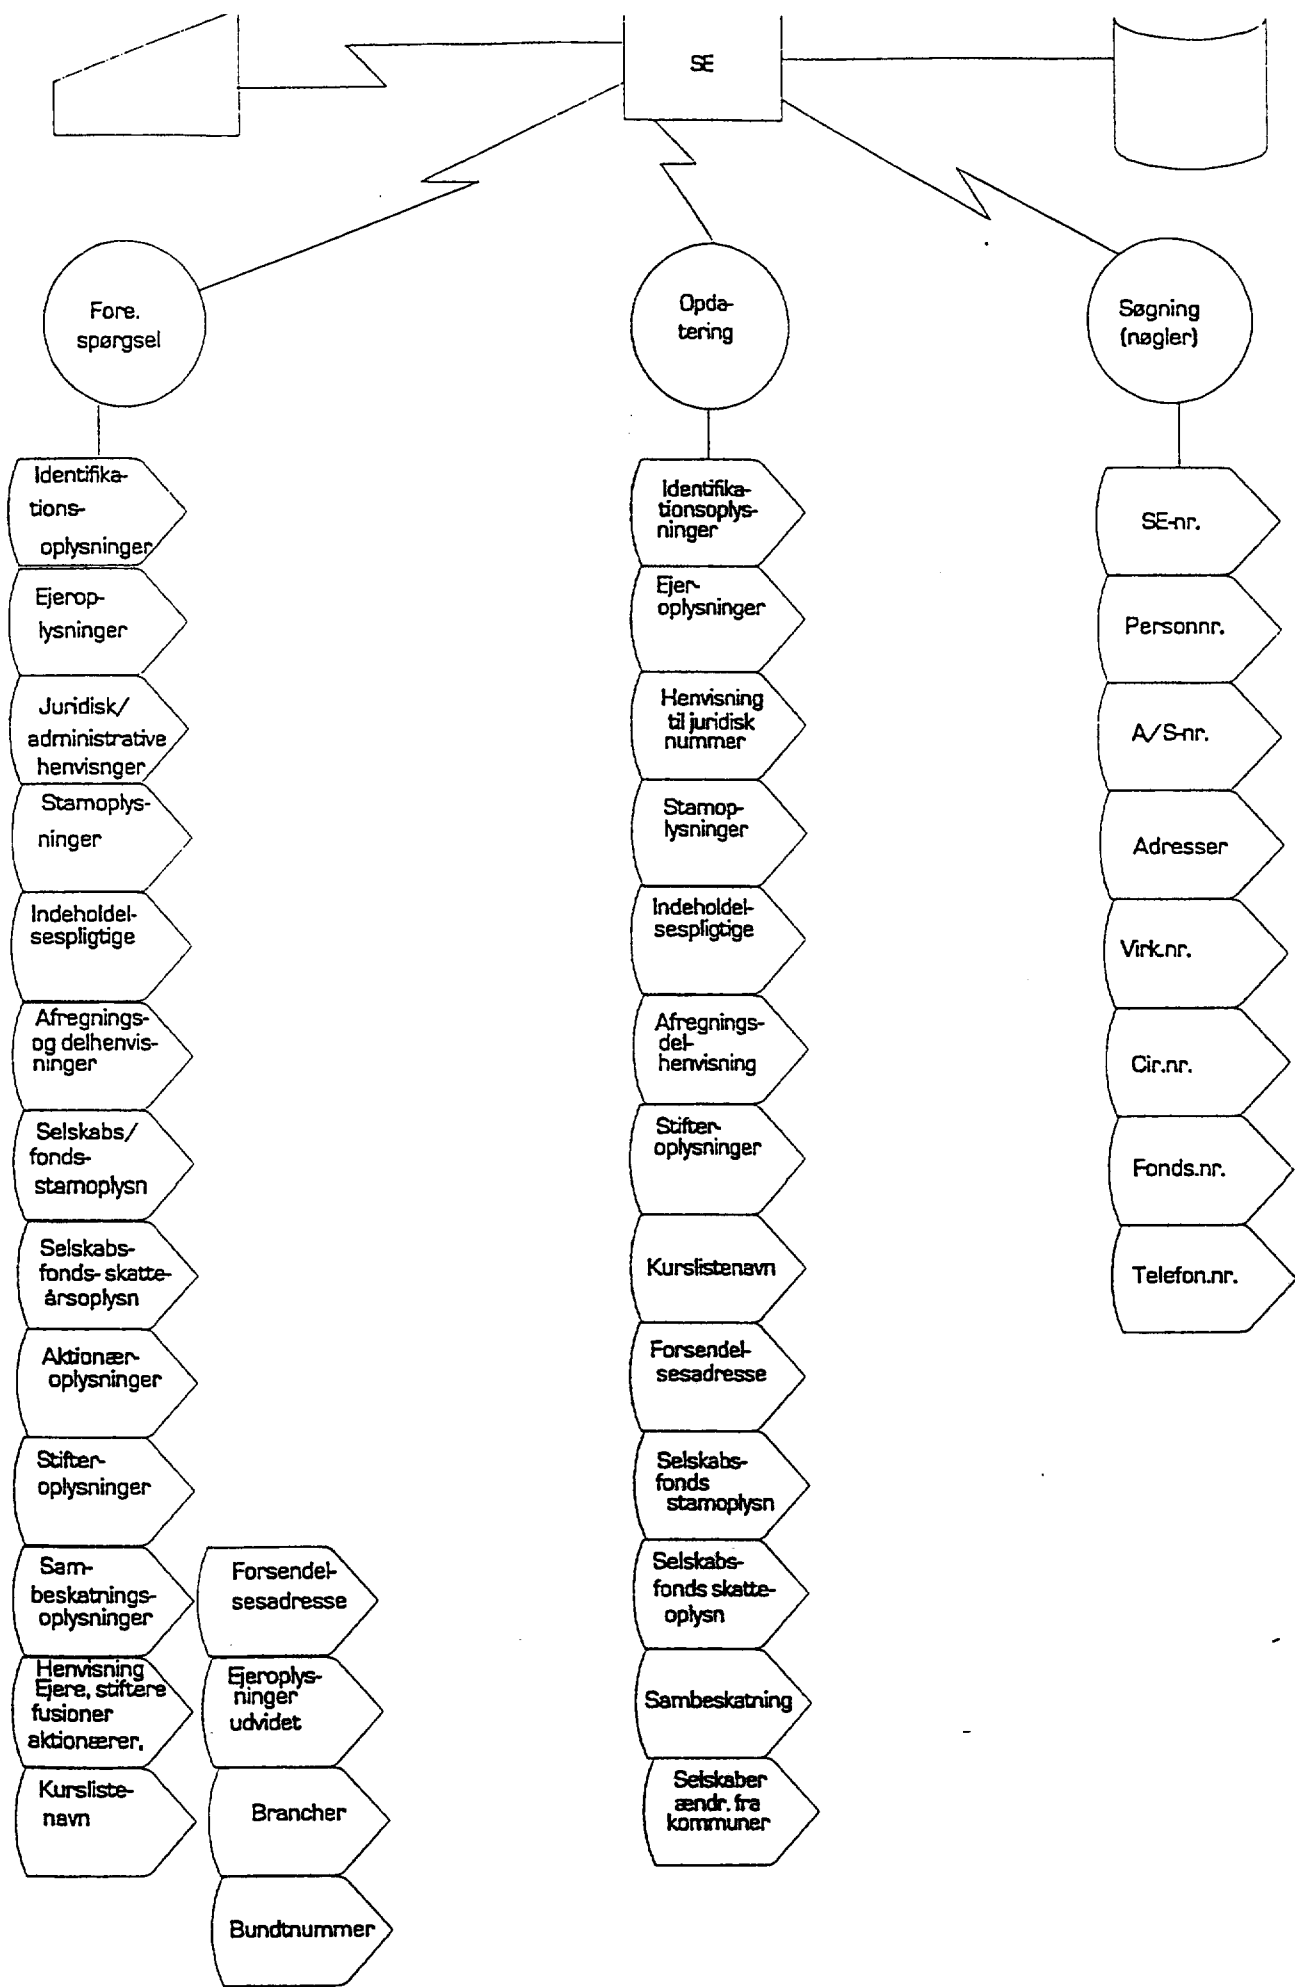 SE
Fore.
spørgsel
Opda-
tering
Søgning
(nøgler)
Identifika-
tions-
oplysninger
Ejerop-
lysninger
Juridisk/
administrative
henvisnger
Stamoplys-
ninger
Indeholdel-
sespligtige
Afregnings-
og delhenvis-
ninger
Selskabs/
fonds-
stamoplysn
Selskabs-
fonds- skatte-
årsoplysn
Aktionær-
oplysninger
Stifter-
oplysninger
Sam-
beskatnings-
oplysninger
Henvisning
Ejere, stiftere
fusioner
aktionærer.
Kursliste-
navn
Forsendel-
sesadresse
Ejeroplys-
ninger
udvidet
Brancher
Bundtnummer
Identifika-
tionsoplys-
ninger
Ejer-
oplysninger
Henvisning
til juridisk
nummer
Stamop-
lysninger
Indeholdel-
sespligtige
Afregnings-
del-
henvisning
Stifter-
oplysninger
Kurslistenavn
Forsendel-
sesadresse
Selskabs-
fonds
stamoplysn
Selskabs-
fonds skatte-
oplysn
Sambeskatning
Selskaber
ændr. fra
kommuner
SE-nr.
Personnr.
A/S-nr.
Adresser
Virk.nr.
Cir.nr.
Fonds.nr.
Telefon.nr.